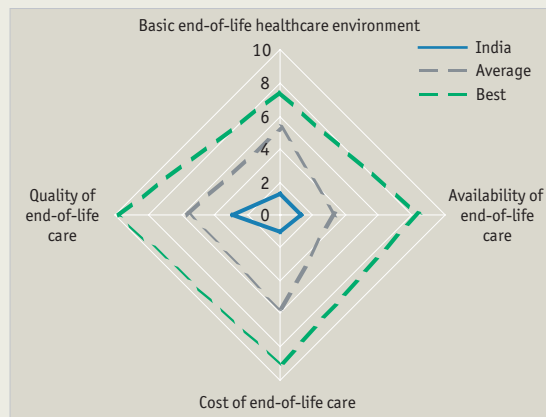 Basic end-of-life healthcare environment
10
8
6
4
2
0
India
Average
Best
Quality of
end-of-life
care
Availability of
end-of-life
care
Cost of end-of-life care